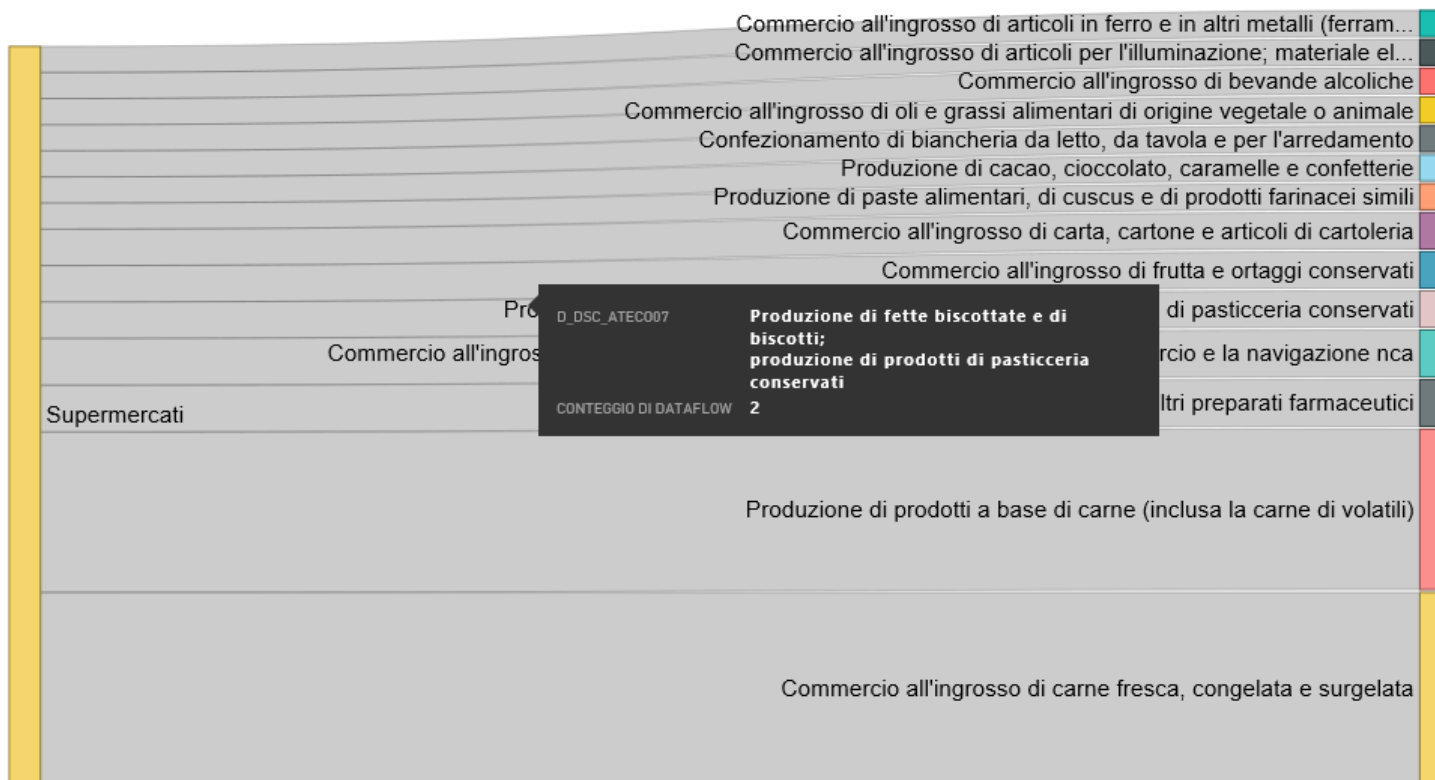 Commercio all'ingrosso di articoli in ferro e in altri metalli (ferram...
Commercio all'ingrosso di articoli per l'illuminazione; materiale el...
Commercio all'ingrosso di bevande alcoliche
Commercio all'ingrosso di oli e grassi alimentari di origine vegetale o animale
Confezionamento di biancheria da letto, da tavola e per l'arredamento
Produzione di cacao, cioccolato, caramelle e confetterie
Produzione di paste alimentari, di cuscus e di prodotti farinacei simili
Commercio all'ingrosso di carta, cartone e articoli di cartoleria
Commercio all'ingrosso di frutta e ortaggi conservati
Pro di pasticceria conservati
D_DSC_ATECO07 Produzione di fette biscottate e di
biscotti;
produzione di prodotti di pasticceria
conservati
CONTEGGIO DI DATAFLOW 2
Commercio all'ingros rcio e la navigazione nca
ltri preparati farmaceutici
Supermercati
Produzione di prodotti a base di carne (inclusa la carne di volatili)
Commercio all'ingrosso di carne fresca, congelata e surgelata